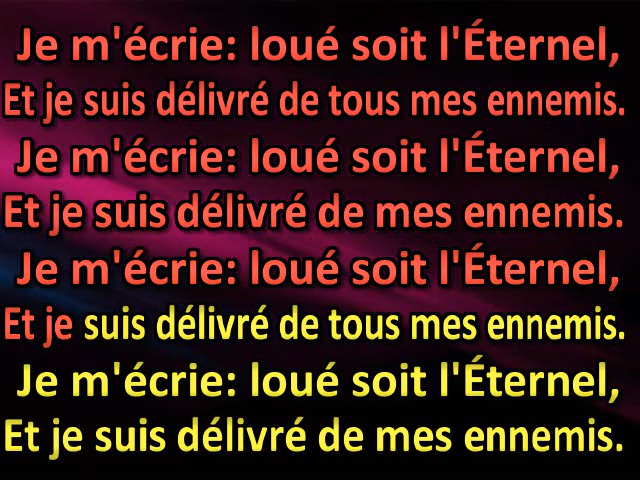 Je m'écrie: loué soit l'Éternel,
Et je suis délivré de tous mes ennemis.
Je m'écrie: loué soit l'Éternel,
Et je suis délivré de mes ennemis.
Je m'écrie: loué soit l'Éternel,
Et je suis délivré de tous mes ennemis.
Je m'écrie: loué soit l'Éternel,
Et je suis délivré de mes ennemis.